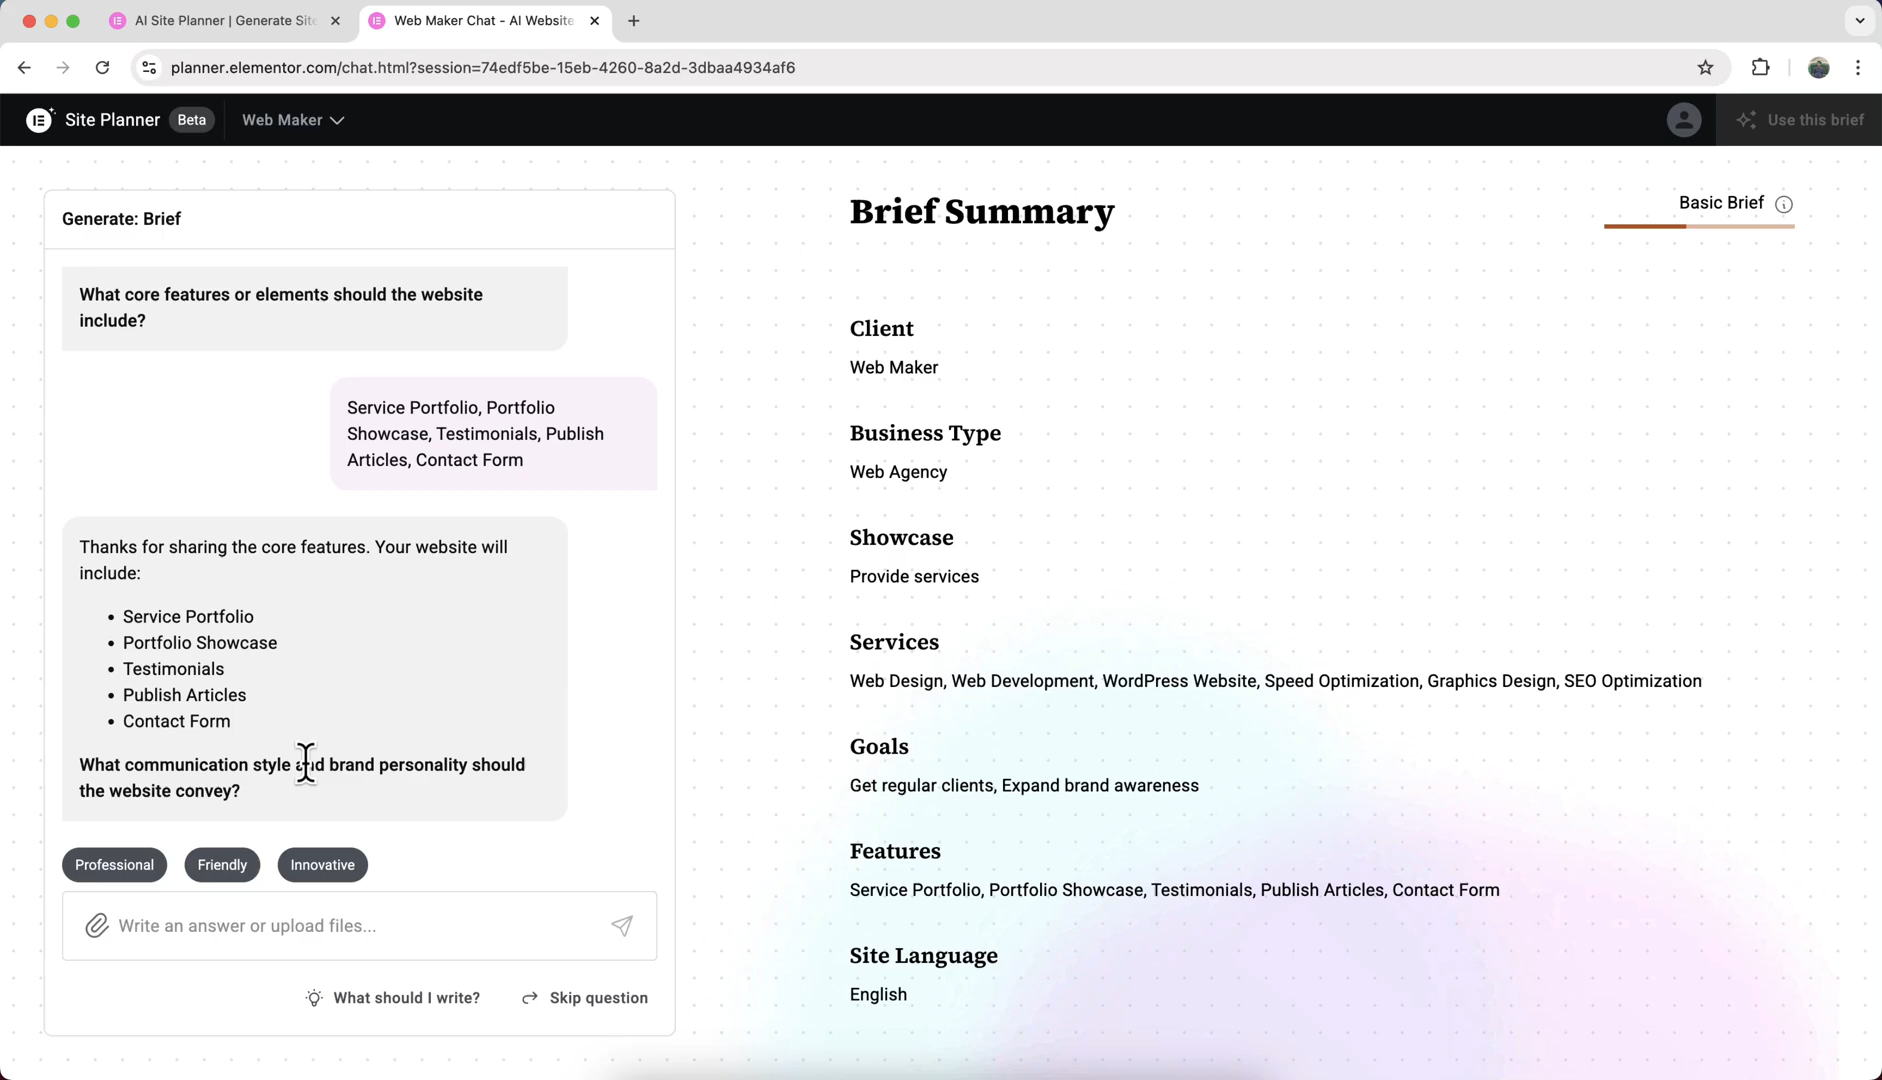 AI Site Planner | Generate Site
Web Maker Chat - AI Website
planner.elementor.com/chat.html?session=74edf5be-15eb-4260-8a2d-3dbaa4934af6
Site Planner
Beta
Web Maker
Use this brief
Generate: Brief
What core features or elements should the website
include?
Service Portfolio, Portfolio
Showcase, Testimonials, Publish
Articles, Contact Form
Thanks for sharing the core features. Your website will
include:
• Service Portfolio
• Portfolio Showcase
• Testimonials
• Publish Articles
• Contact Form
What communication style and brand personality should
the website convey?
Professional
Friendly
Innovative
Write an answer or upload files...
What should I write?
Skip question
Brief Summary
Basic Brief
Client
Web Maker
Business Type
Web Agency
Showcase
Provide services
Services
Web Design, Web Development, WordPress Website, Speed Optimization, Graphics Design, SEO Optimization
Goals
Get regular clients, Expand brand awareness
Features
Service Portfolio, Portfolio Showcase, Testimonials, Publish Articles, Contact Form
Site Language
English